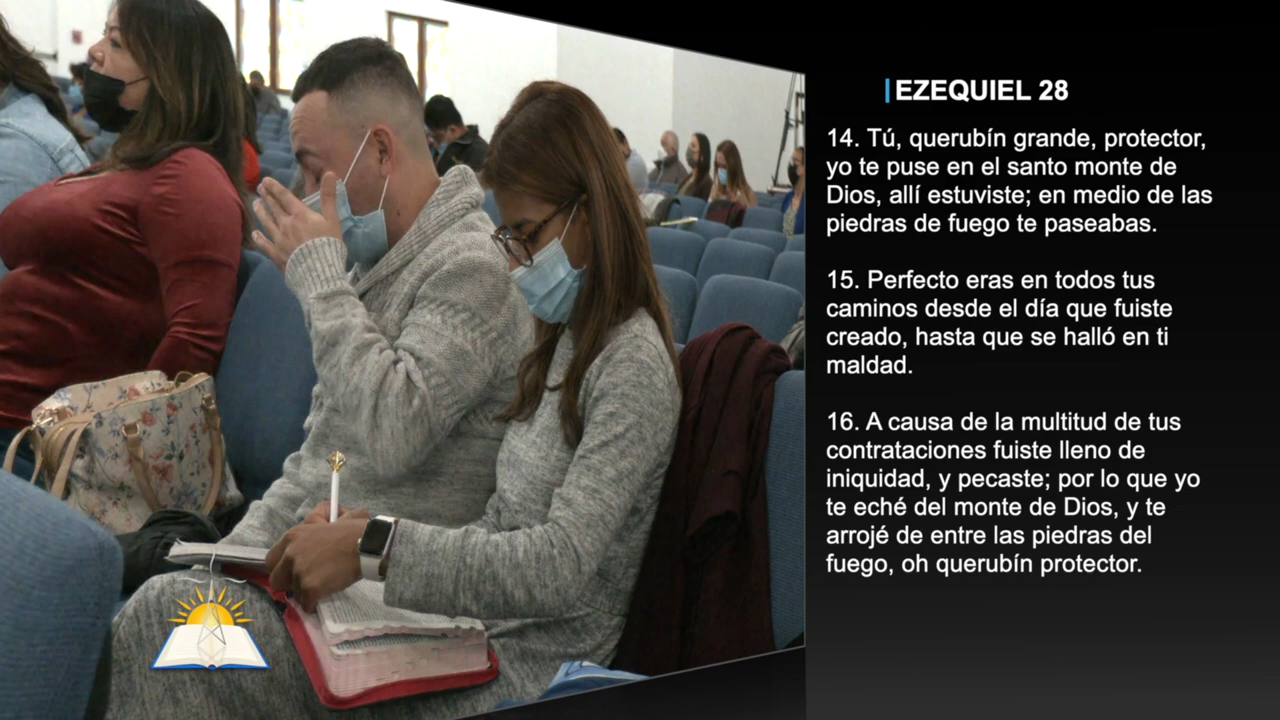 EZEQUIEL 28
14. Tú, querubín grande, protector,
yo te puse en el santo monte de
Dios, allí estuviste; en medio de las
piedras de fuego te paseabas.
15. Perfecto eras en todos tus
caminos desde el día que fuiste
creado, hasta que se halló en ti
maldad.
16. A causa de la multitud de tus
contrataciones fuiste lleno de
iniquidad, y pecaste; por lo que yo
te eché del monte de Dios, y te
arrojé de entre las piedras del
fuego, oh querubín protector.